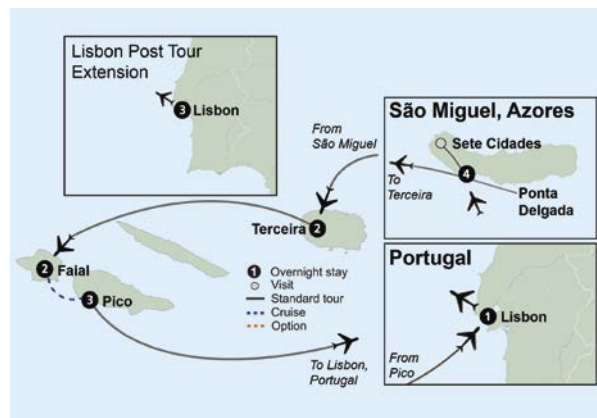 Lisbon Post Tour
Extension
3 Lisbon
From
São Miguel
São Miguel, Azores
Sete Cidades
4
To
Terceira
Ponta
Delgada
Terceira 2
2 Faial
3
Pico
1 Overnight stay
Visit
Standard tour
Cruise
Option
To Lisbon,
Portugal
Portugal
1 Lisbon
From
Pico